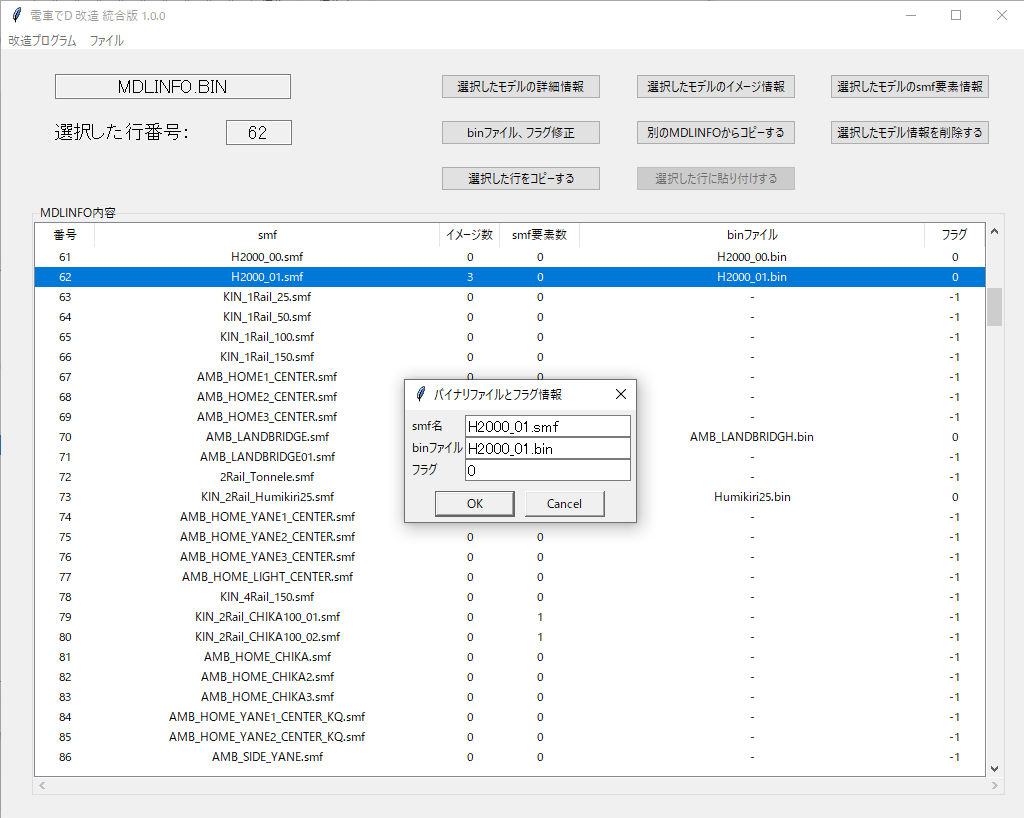 電車でD 改造 統合版 1.0.0
改造プログラム ファイル
MDLINFO.BIN
選択したモデルの詳細情報 選択したモデルのイメージ情報 選択したモデルのsmf要素情報
選択した行番号: 62
binファイル、フラグ修正 別のMDLINFOからコピーする 選択したモデル情報を削除する
選択した行をコピーする 選択した行に貼り付けする
MDLINFO内容
番号 smf イメージ数 smf要素数 binファイル フラグ
61 H2000_00.smf 0 0 H2000_00.bin 0
62 H2000_01.smf 3 0 H2000_01.bin 0
63 KIN_1Rail_25.smf 0 0 - -1
64 KIN_1Rail_50.smf 0 0 - -1
65 KIN_1Rail_100.smf 0 0 - -1
66 KIN_1Rail_150.smf 0 0 - -1
67 AMB_HOME1_CENTER.smf 0 0 - -1
68 AMB_HOME2_CENTER.smf - -1
69 AMB_HOME3_CENTER.smf - -1
70 AMB_LANDBRIDGE.smf AMB_LANDBRIDGH.bin 0
71 AMB_LANDBRIDGE01.smf - -1
72 2Rail_Tonnele.smf - -1
73 KIN_2Rail_Humikiri25.smf Humikiri25.bin 0
74 AMB_HOME_YANE1_CENTER.smf - -1
75 AMB_HOME_YANE2_CENTER.smf 0 0 - -1
76 AMB_HOME_YANE3_CENTER.smf 0 0 - -1
77 AMB_HOME_LIGHT_CENTER.smf 0 0 - -1
78 KIN_4Rail_150.smf 0 0 - -1
79 KIN_2Rail_CHIKA100_01.smf 0 1 - -1
80 KIN_2Rail_CHIKA100_02.smf 0 1 - -1
81 AMB_HOME_CHIKA.smf 0 0 - -1
82 AMB_HOME_CHIKA2.smf 0 0 - -1
83 AMB_HOME_CHIKA3.smf 0 0 - -1
84 AMB_HOME_YANE1_CENTER_KQ.smf 0 0 - -1
85 AMB_HOME_YANE2_CENTER_KQ.smf 0 0 - -1
86 AMB_SIDE_YANE.smf 0 0 - -1
バイナリファイルとフラグ情報
smf名 H2000_01.smf
binファイル H2000_01.bin
フラグ 0
OK Cancel